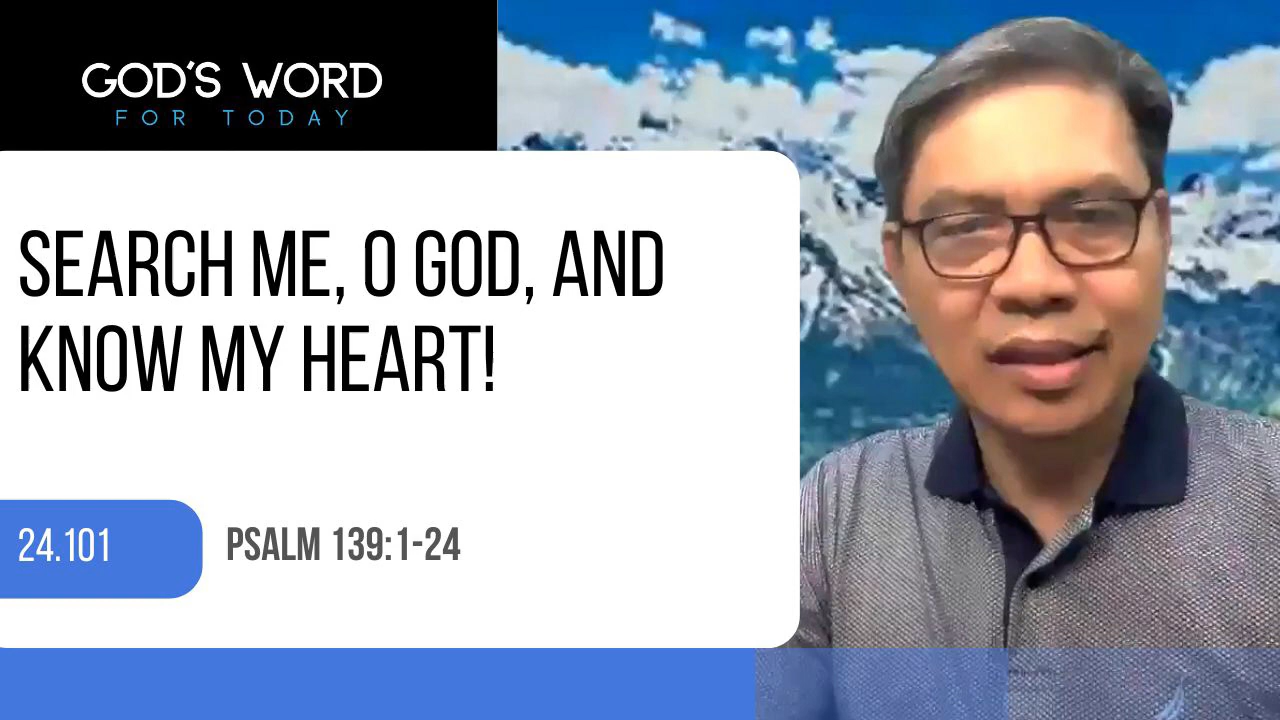 GOD'S WORD
FOR TODAY
SEARCH ME, O GOD, AND
KNOW MY HEART!
24.101
PSALM 139:1-24